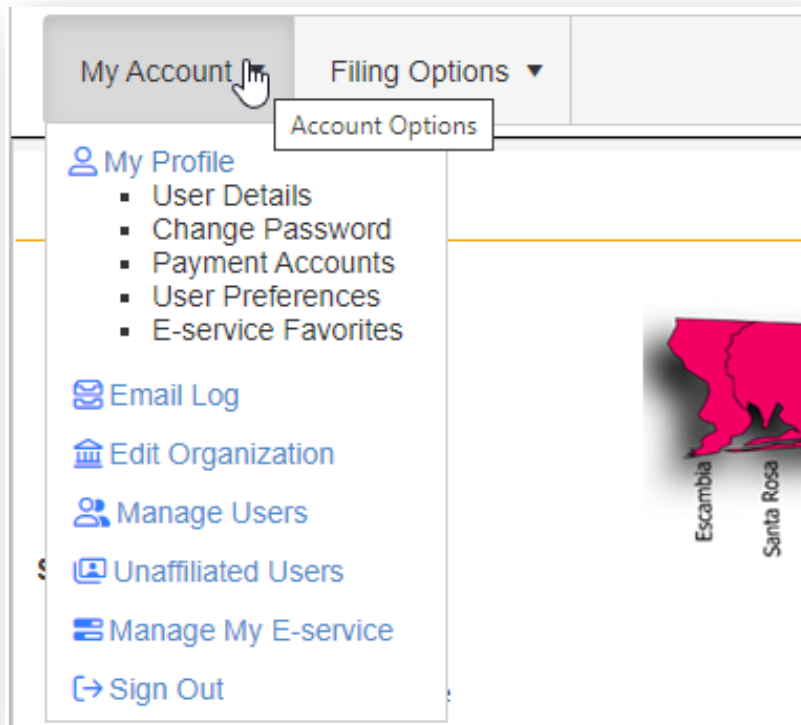 My Account ▼ Filing Options ▼
Account Options
My Profile
▪ User Details
▪ Change Password
▪ Payment Accounts
▪ User Preferences
▪ E-service Favorites
Email Log
Edit Organization
Manage Users
Unaffiliated Users
Manage My E-service
Sign Out
Escambia
Santa Rosa